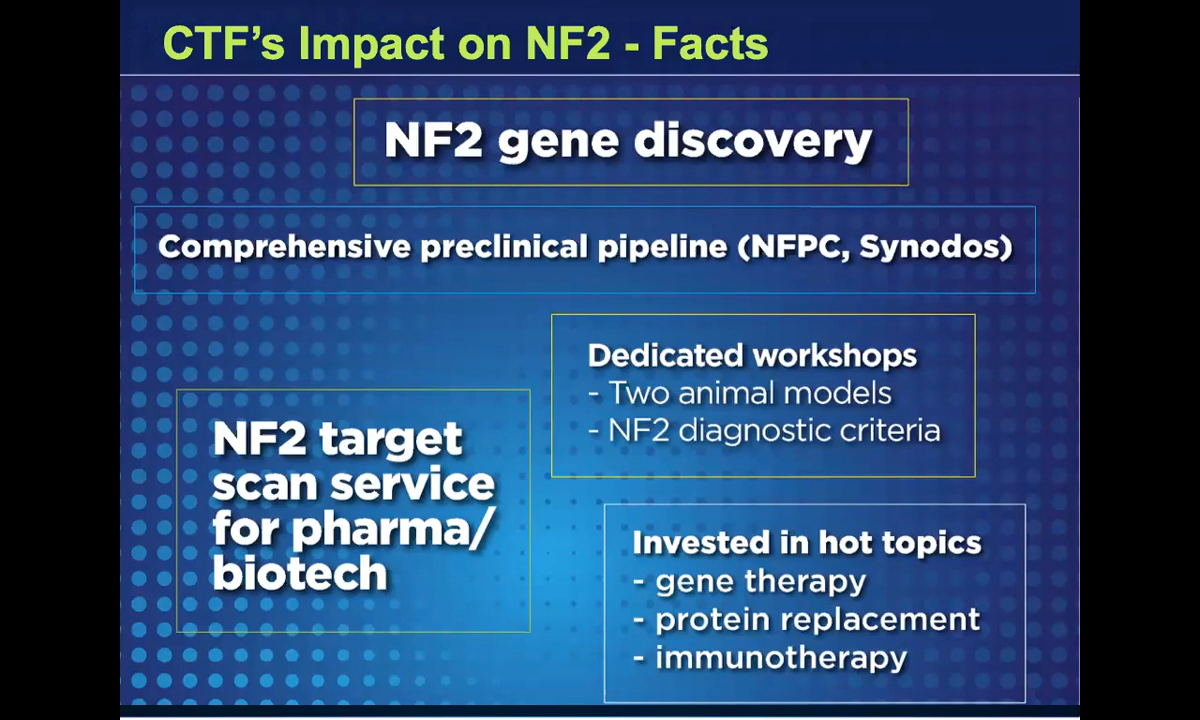 CTF's Impact on NF2 - Facts
NF2 gene discovery
Comprehensive preclinical pipeline (NFPC, Synodos)
Dedicated workshops
- Two animal models
- NF2 diagnostic criteria
NF2 target
scan service
for pharma/
biotech
Invested in hot topics
- gene therapy
- protein replacement
- immunotherapy